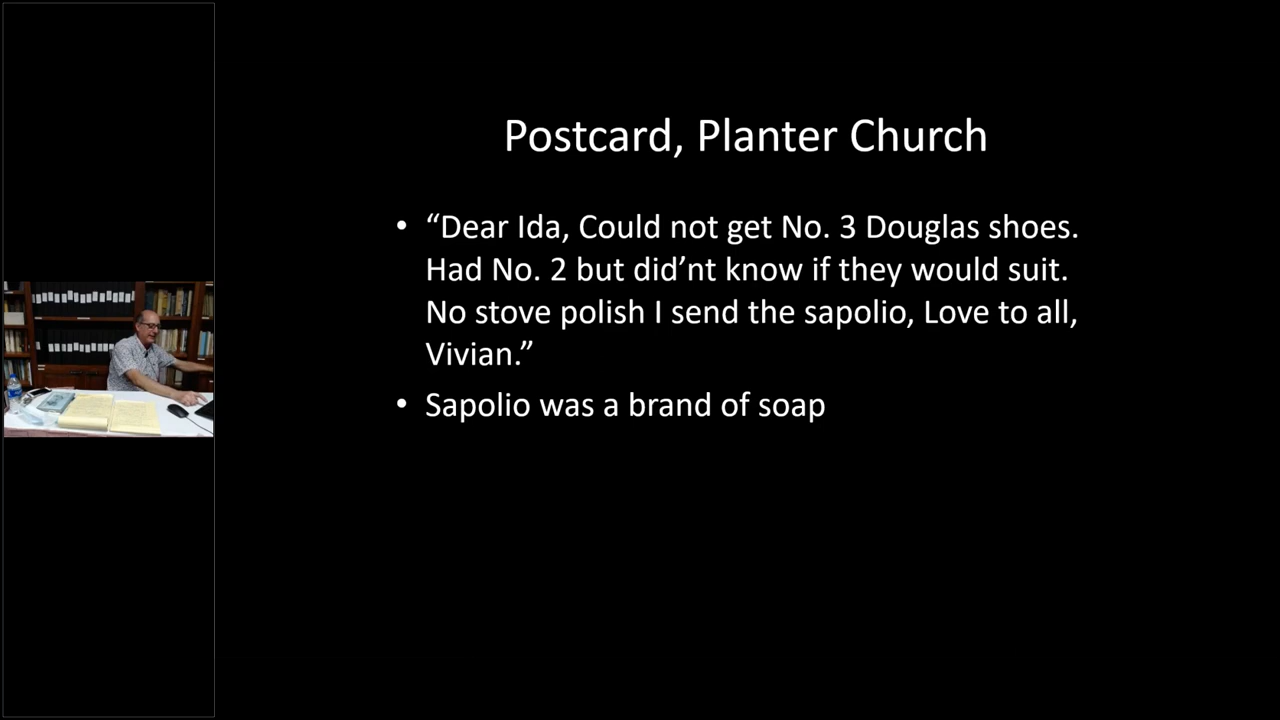 Postcard, Planter Church
• “Dear Ida, Could not get No. 3 Douglas shoes.
Had No. 2 but did’nt know if they would suit.
No stove polish I send the sapolio, Love to all,
Vivian.”
• Sapolio was a brand of soap